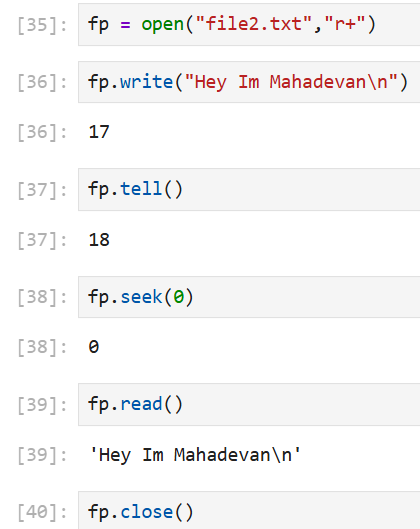 [35]: fp = open("file2.txt","r+")
[36]: fp.write("Hey Im Mahadevan\n")
[36]: 17
[37]: fp.tell()
[37]: 18
[38]: fp.seek(0)
[38]: 0
[39]: fp.read()
[39]: 'Hey Im Mahadevan\n'
[40]: fp.close()